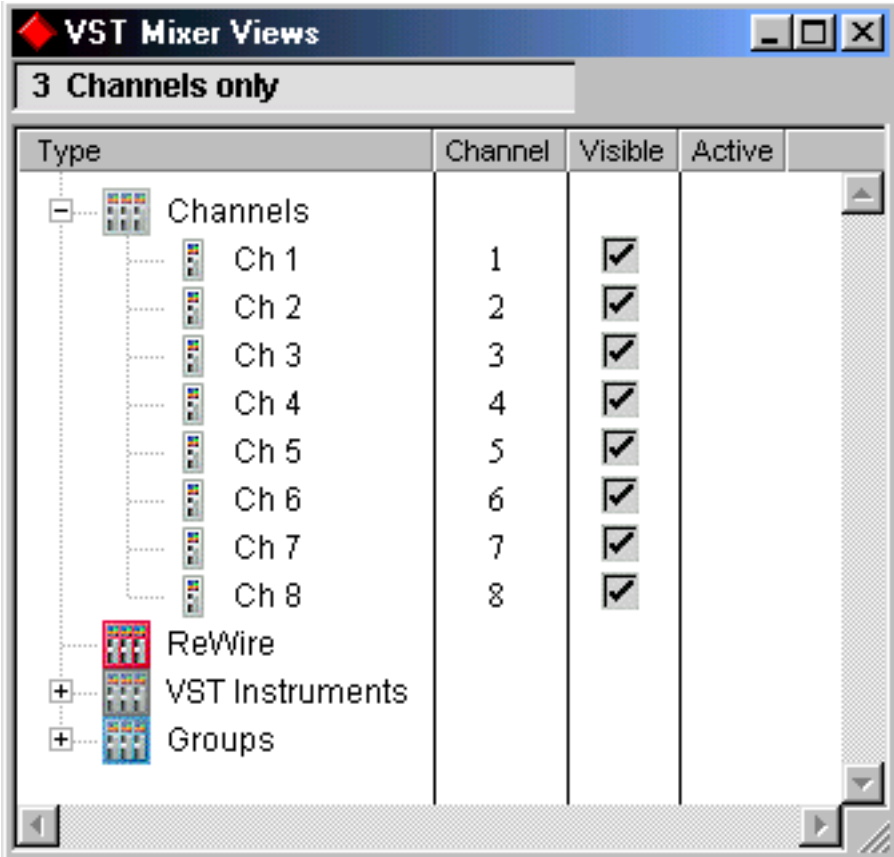 VST Mixer Views
3 Channels only
Type Channel Visible Active
Channels
Ch 1 1
Ch 2 2
Ch 3 3
Ch 4 4
Ch 5 5
Ch 6 6
Ch 7 7
Ch 8 8
ReWire
VST Instruments
Groups